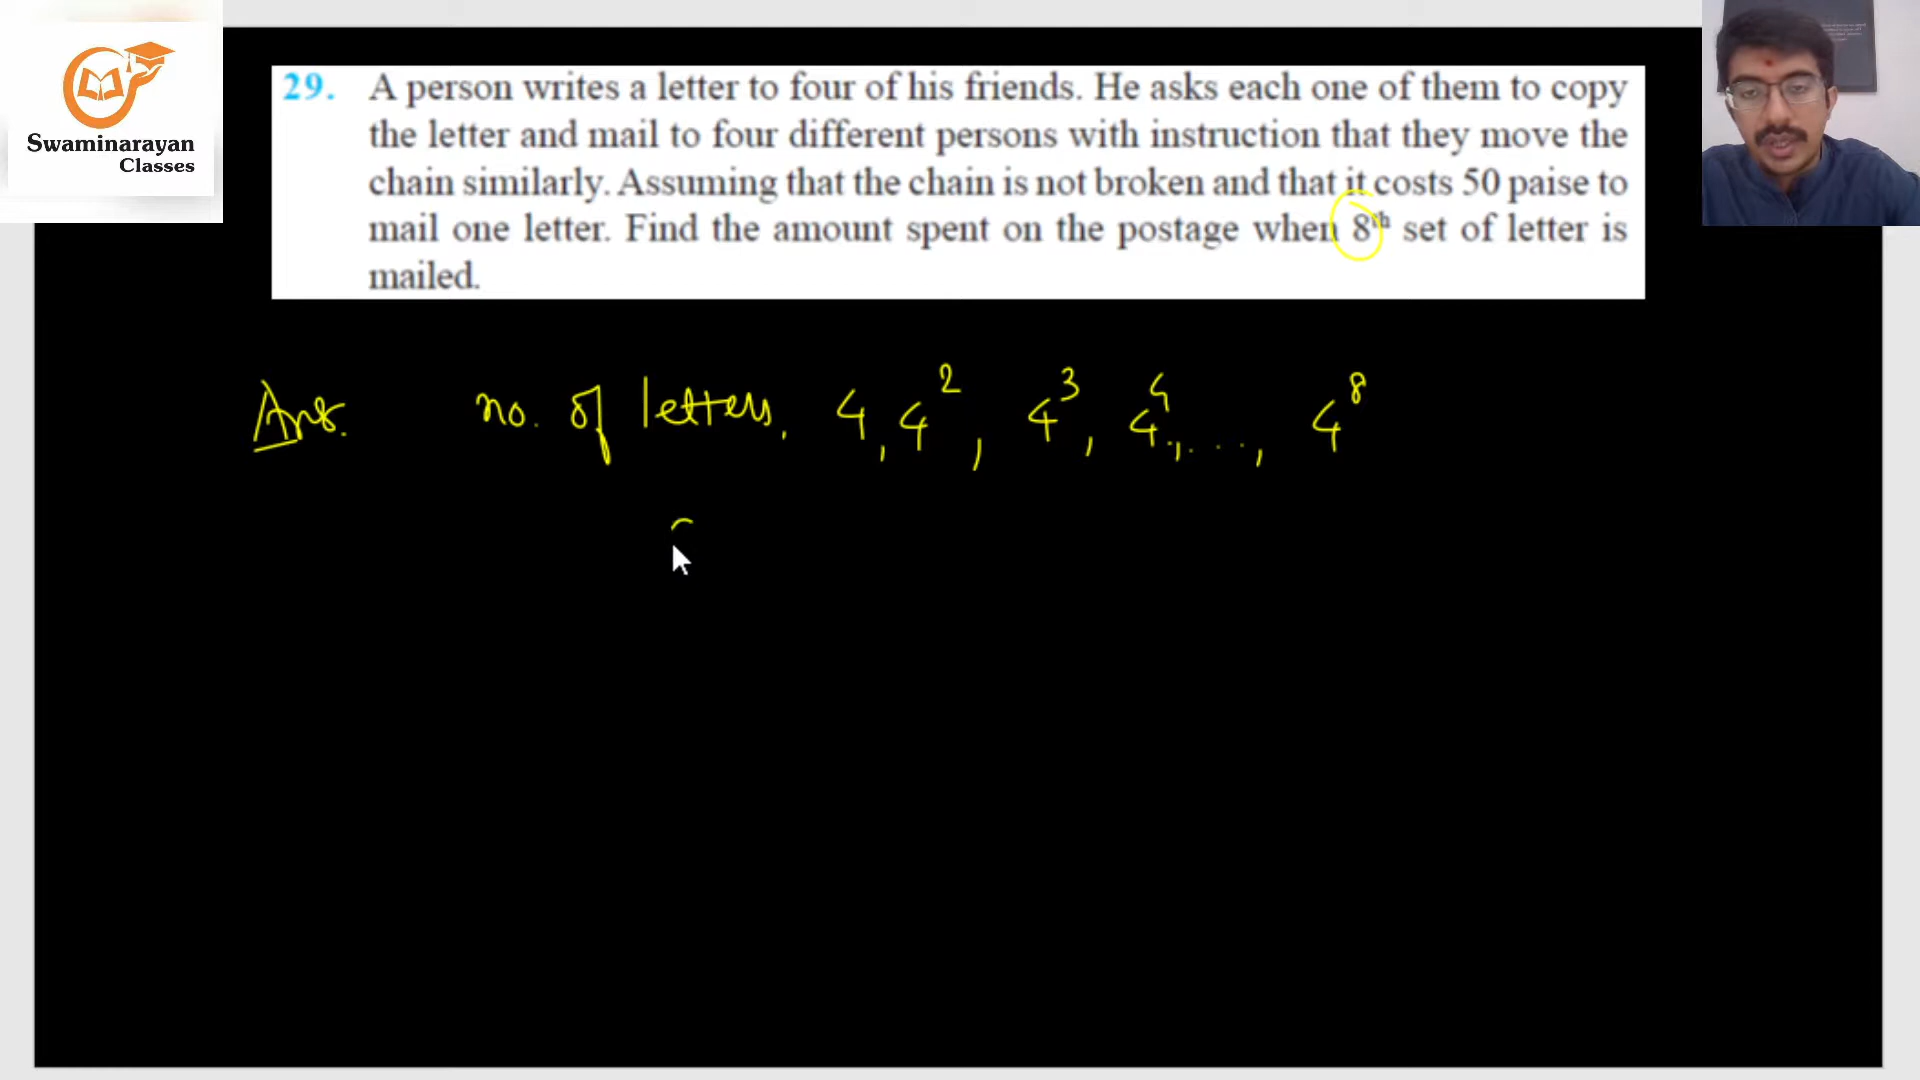 Swaminarayan
Classes
29. A person writes a letter to four of his friends. He asks each one of them to copy
the letter and mail to four different persons with instruction that they move the
chain similarly. Assuming that the chain is not broken and that it costs 50 paise to
mail one letter. Find the amount spent on the postage when 8th set of letter is
mailed.
Ans. no. of letters, 4, 4², 4³, 4⁴, ..., 4⁸